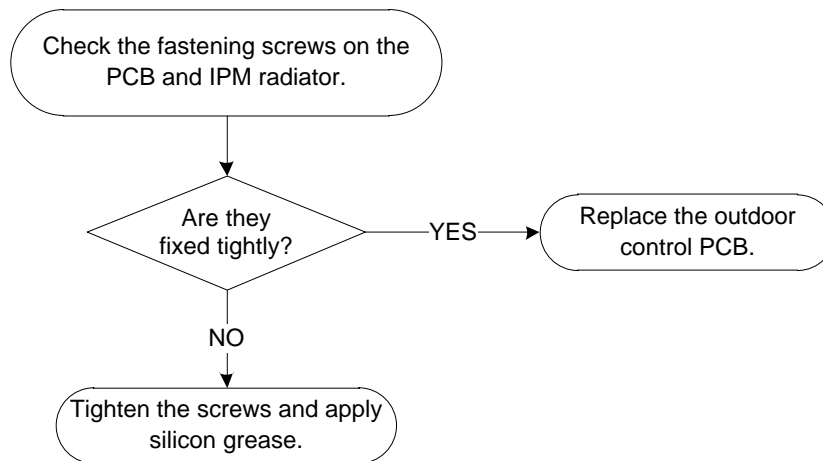 Check the fastening screws on the
PCB and IPM radiator.
Are they
fixed tightly?
YES
Replace the outdoor
control PCB.
NO
Tighten the screws and apply
silicon grease.